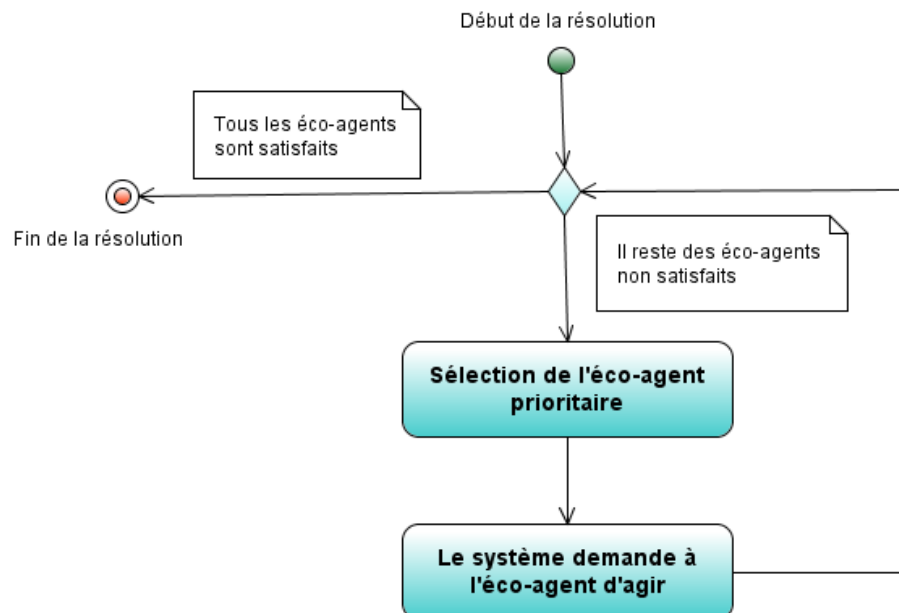 Début de la résolution
Tous les éco-agents
sont satisfaits
Fin de la résolution
Il reste des éco-agents
non satisfaits
Sélection de l'éco-agent
prioritaire
Le système demande à
l'éco-agent d'agir